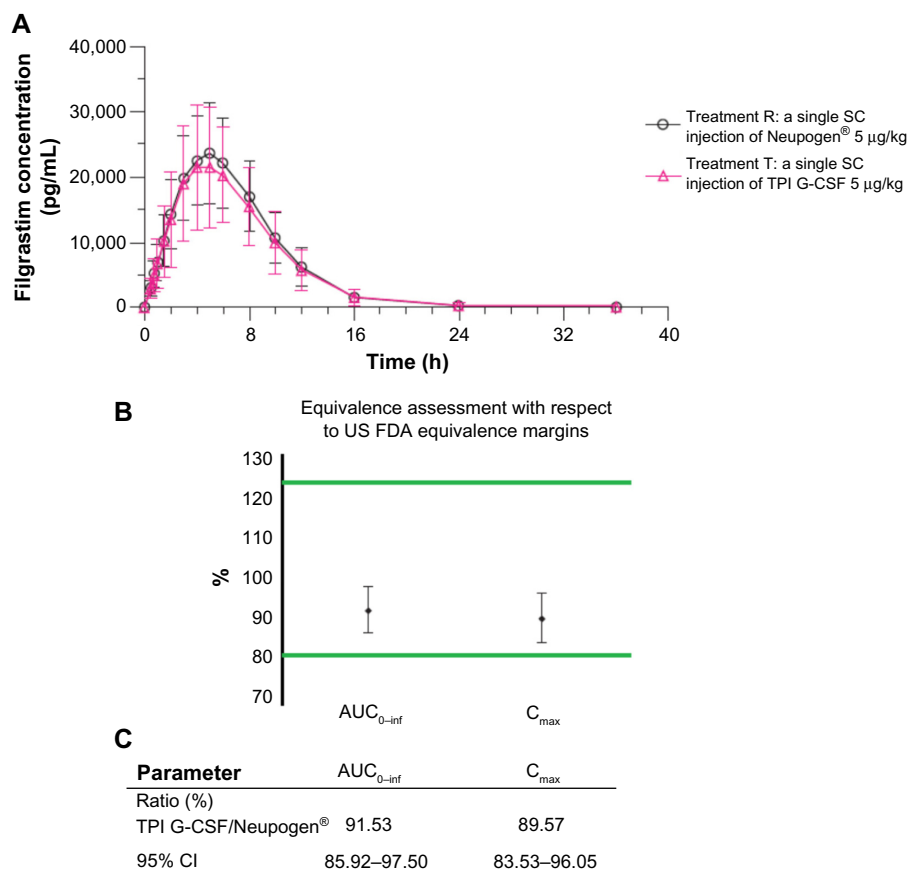 A
40,000
30,000
20,000
10,000
0
Filgrastim concentration
(pg/mL)
0 8 16 24 32 40
Time (h)
Treatment R: a single SC
injection of Neupogen® 5 µg/kg
Treatment T: a single SC
injection of TPI G-CSF 5 µg/kg
B
Equivalence assessment with respect
to US FDA equivalence margins
130
120
110
100
90
80
70
%
AUC0–inf Cmax
C
Parameter AUC0–inf Cmax
Ratio (%)
TPI G-CSF/Neupogen® 91.53 89.57
95% CI 85.92–97.50 83.53–96.05